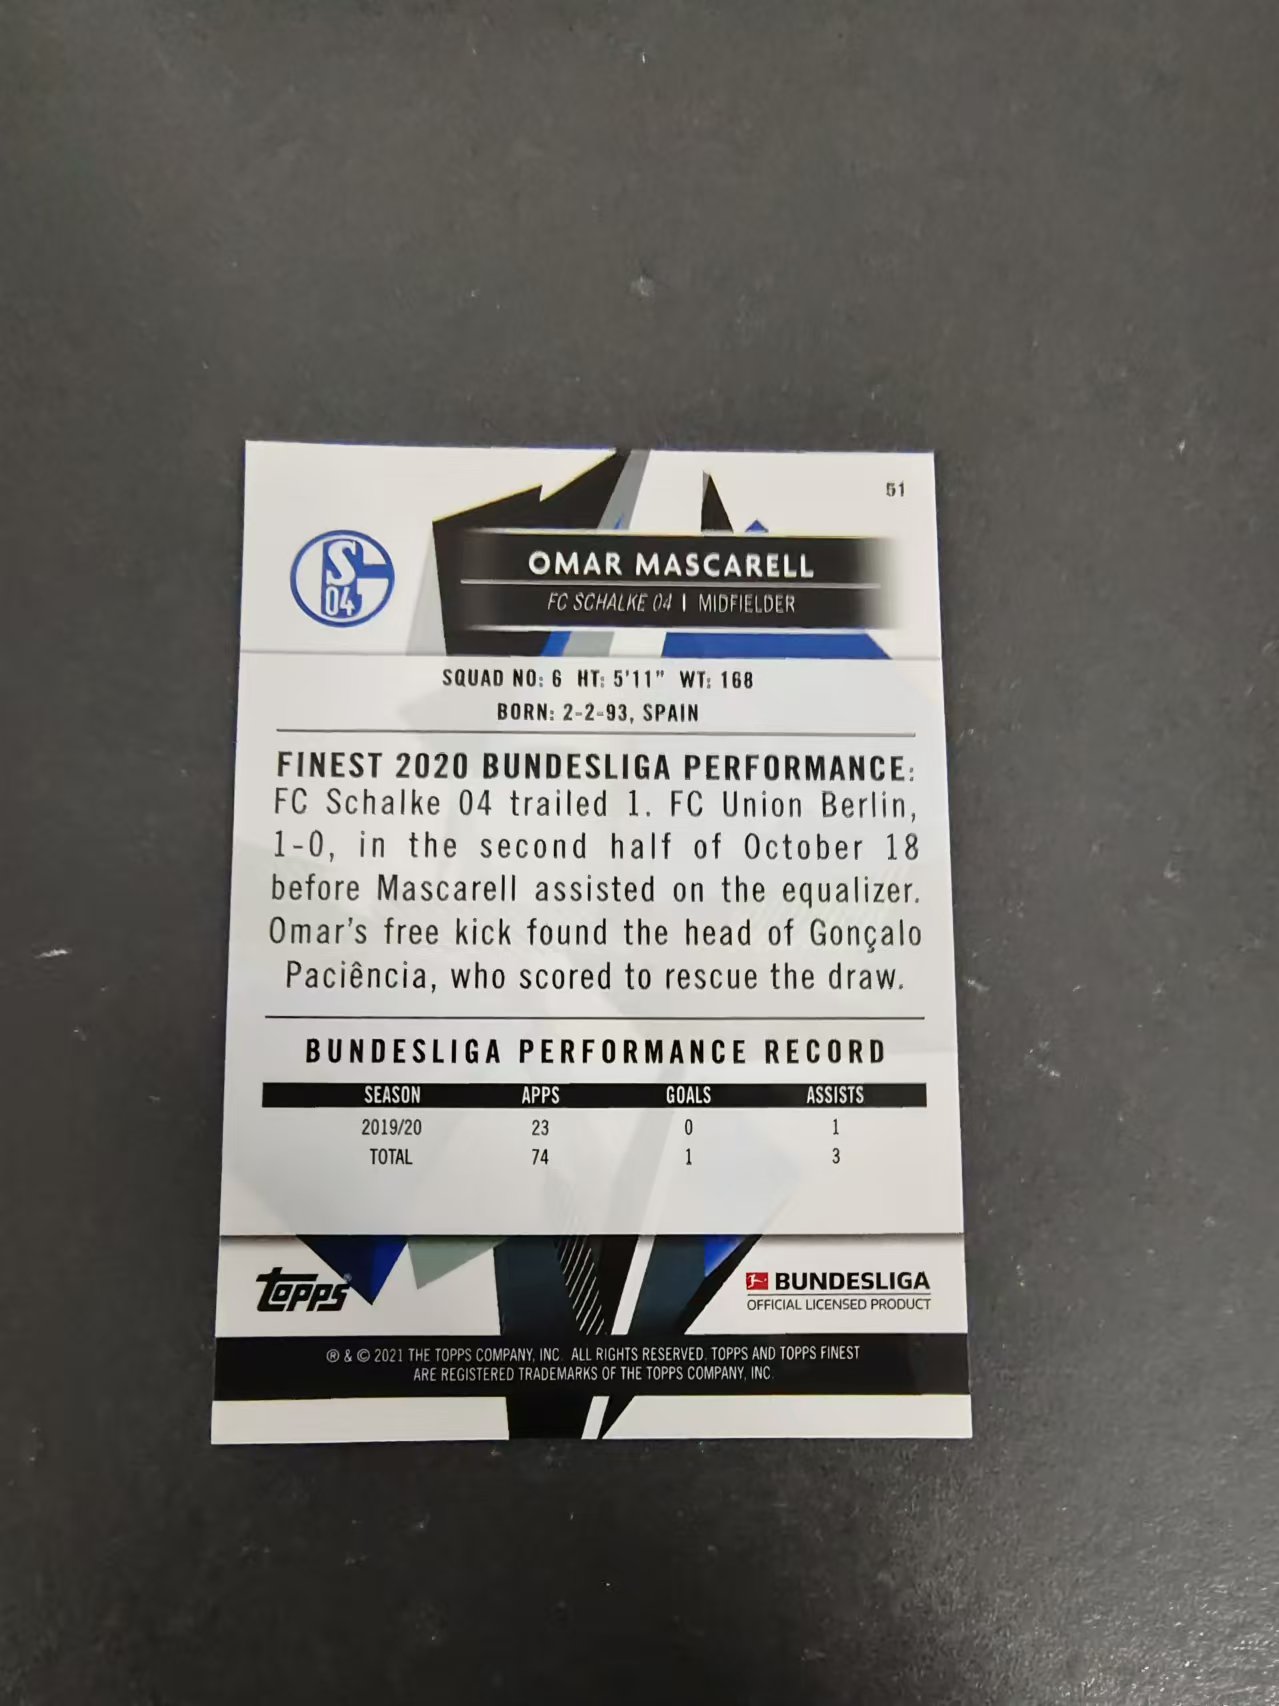 51
S
04
OMAR MASCARELL
FC SCHALKE 04 | MIDFIELDER
SQUAD NO: 6 HT: 5'11" WT: 168
BORN: 2-2-93, SPAIN
FINEST 2020 BUNDESLIGA PERFORMANCE:
FC Schalke 04 trailed 1. FC Union Berlin,
1-0, in the second half of October 18
before Mascarell assisted on the equalizer.
Omar's free kick found the head of Gonçalo
Paciência, who scored to rescue the draw.
BUNDESLIGA PERFORMANCE RECORD
SEASON APPS GOALS ASSISTS
2019/20 23 0 1
TOTAL 74 1 3
topps®
BUNDESLIGA
OFFICIAL LICENSED PRODUCT
® & © 2021 THE TOPPS COMPANY, INC. ALL RIGHTS RESERVED. TOPPS AND TOPPS FINEST
ARE REGISTERED TRADEMARKS OF THE TOPPS COMPANY, INC.